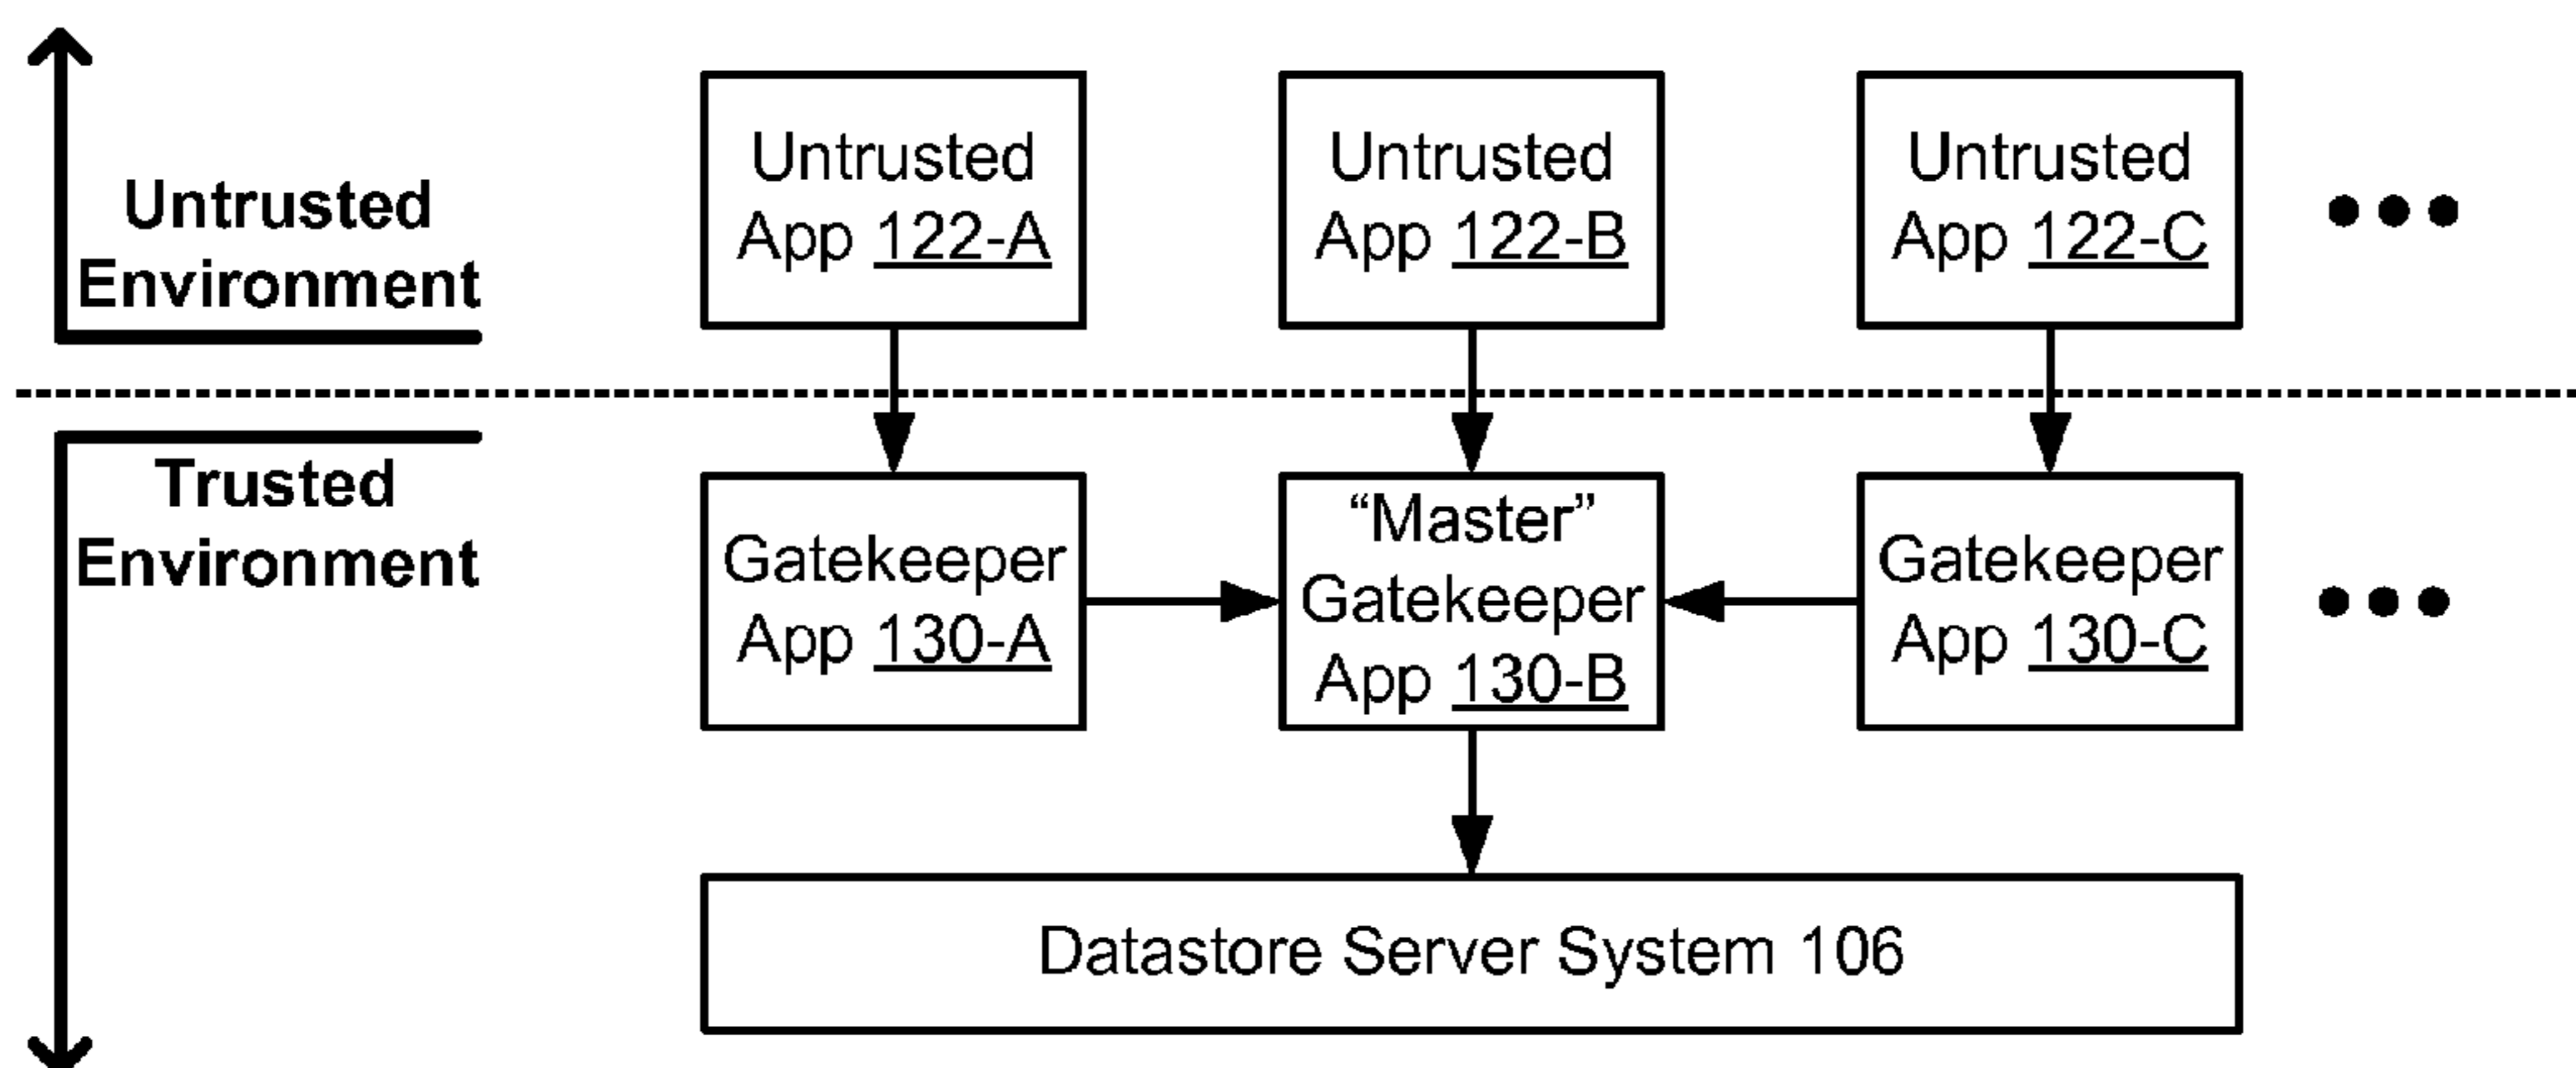 Untrusted
Environment
Untrusted
App 122-A
Untrusted
App 122-B
Untrusted
App 122-C
Trusted
Environment
Gatekeeper
App 130-A
“Master”
Gatekeeper
App 130-B
Gatekeeper
App 130-C
Datastore Server System 106